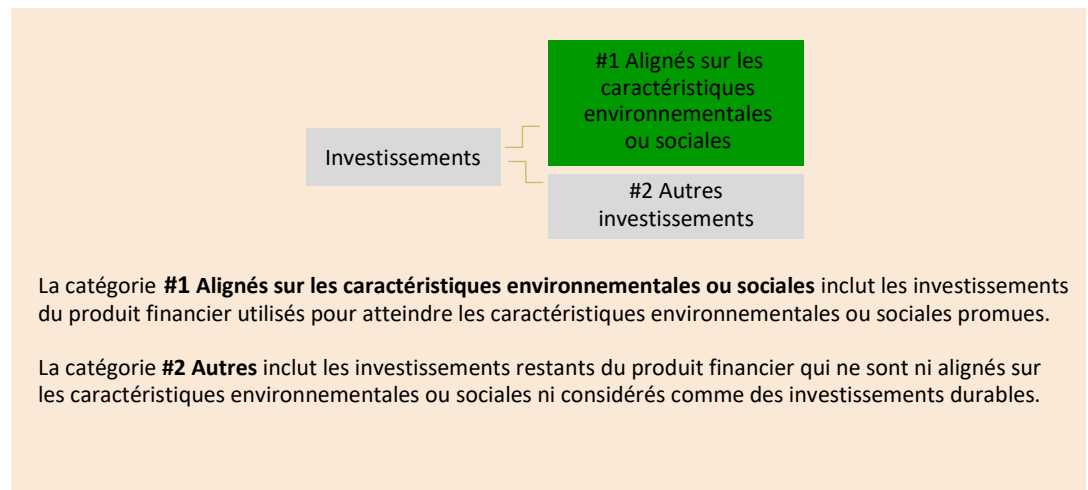 #1 Alignés sur les
caractéristiques
environnementales
ou sociales
Investissements
#2 Autres
investissements
La catégorie #1 Alignés sur les caractéristiques environnementales ou sociales inclut les investissements
du produit financier utilisés pour atteindre les caractéristiques environnementales ou sociales promues.
La catégorie #2 Autres inclut les investissements restants du produit financier qui ne sont ni alignés sur
les caractéristiques environnementales ou sociales ni considérés comme des investissements durables.